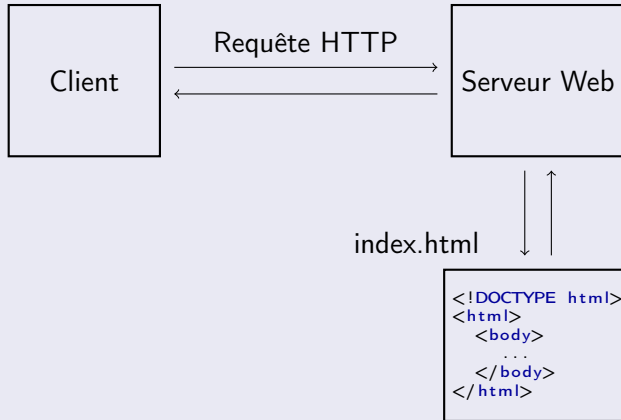 Requête HTTP
Client
Serveur Web
index.html
<!DOCTYPE html>
<html>
<body>
...
</body>
</html>